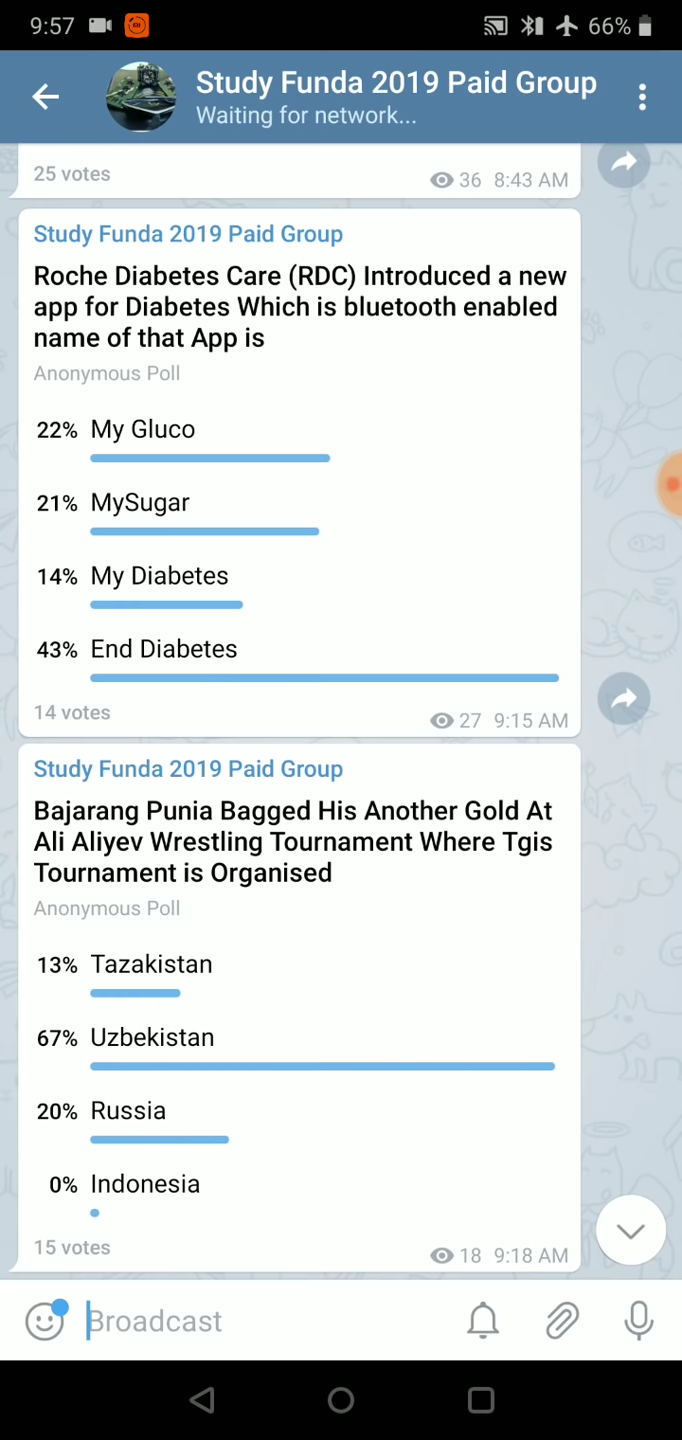 9:57
66%
Study Funda 2019 Paid Group
Waiting for network...
25 votes
36 8:43 AM
Study Funda 2019 Paid Group
Roche Diabetes Care (RDC) Introduced a new
app for Diabetes Which is bluetooth enabled
name of that App is
Anonymous Poll
22% My Gluco
21% MySugar
14% My Diabetes
43% End Diabetes
14 votes
27 9:15 AM
Study Funda 2019 Paid Group
Bajarang Punia Bagged His Another Gold At
Ali Aliyev Wrestling Tournament Where Tgis
Tournament is Organised
Anonymous Poll
13% Tazakistan
67% Uzbekistan
20% Russia
0% Indonesia
15 votes
18 9:18 AM
Broadcast